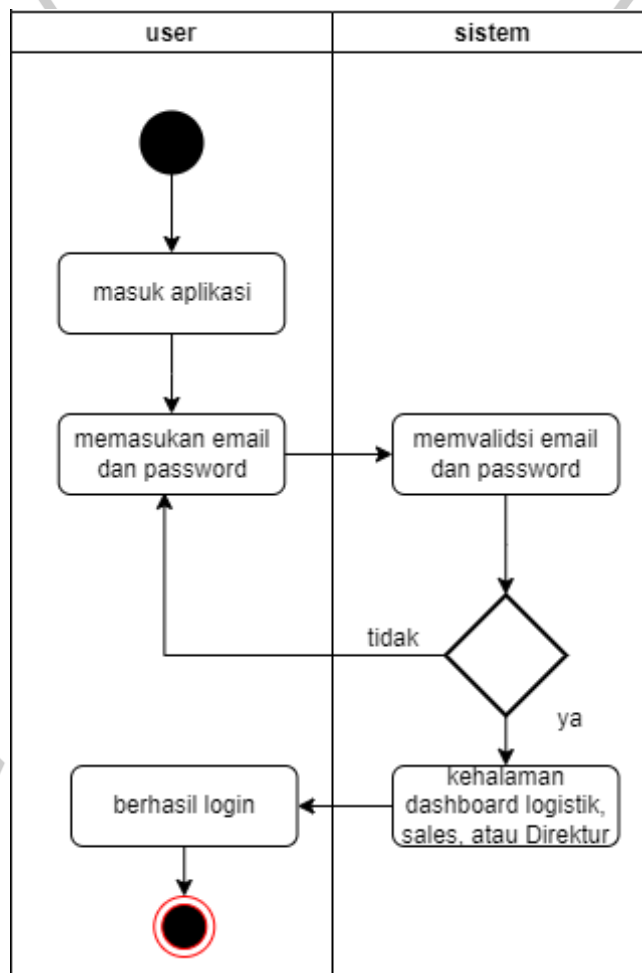 user
sistem
masuk aplikasi
memasukan email
dan password
memvalidsi email
dan password
tidak
ya
kehalaman
dashboard logistik,
sales, atau Direktur
berhasil login